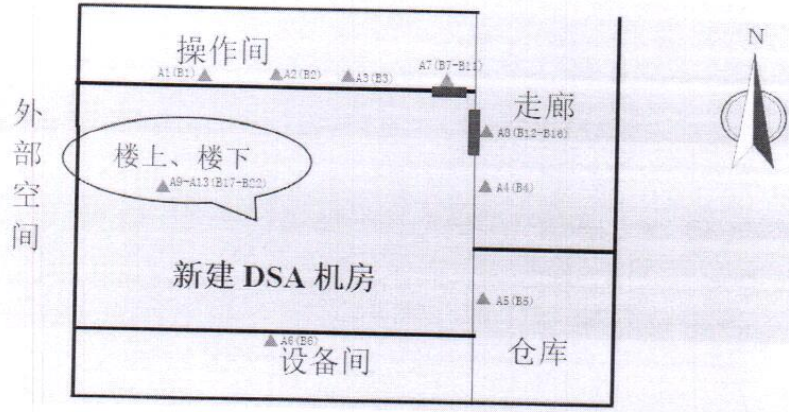 操作间
A1(B1)
A2(B2)
A3(B3)
A7(B7-B11)
N
走廊
外部空间
A8(B12-B16)
楼上、楼下
A9-A13(B17-B22)
A4(B4)
新建 DSA 机房
A5(B5)
A6(B6)
设备间
仓库